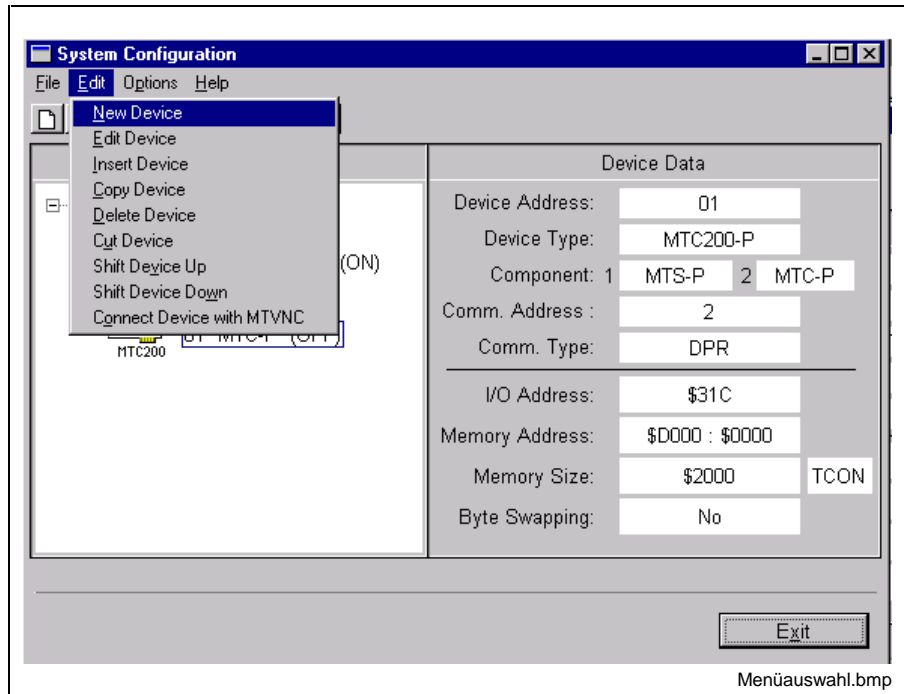 System Configuration
File Edit Options Help
New Device
Edit Device
Insert Device
Copy Device
Delete Device
Cut Device
Shift Device Up
Shift Device Down
Connect Device with MTVNC
(ON)
MTC200
01 MTC-P (OFF)
Device Data
Device Address: 01
Device Type: MTC200-P
Component: 1 MTS-P 2 MTC-P
Comm. Address : 2
Comm. Type: DPR
I/O Address: $31C
Memory Address: $D000 : $0000
Memory Size: $2000 TCON
Byte Swapping: No
Exit
Menüauswahl.bmp